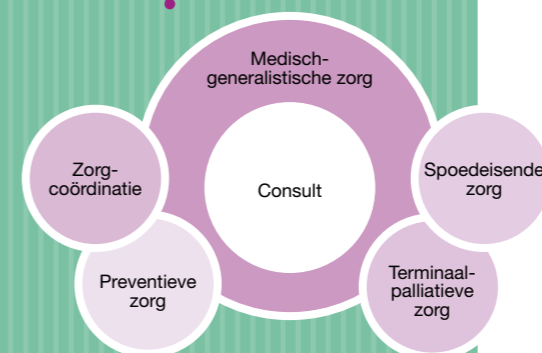 Medisch-
generalistische zorg
Zorg-
coördinatie
Consult
Spoedeisende
zorg
Preventieve
zorg
Terminaal-
palliatieve
zorg